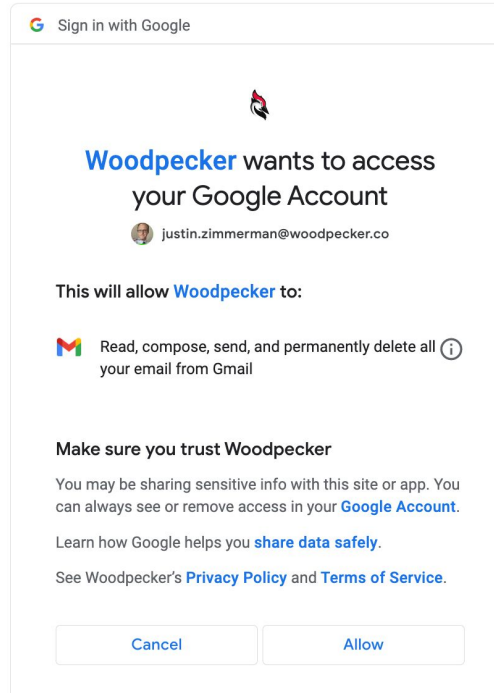 Sign in with Google
Woodpecker wants to access
your Google Account
justin.zimmerman@woodpecker.co
This will allow Woodpecker to:
Read, compose, send, and permanently delete all
your email from Gmail
Make sure you trust Woodpecker
You may be sharing sensitive info with this site or app. You
can always see or remove access in your Google Account.
Learn how Google helps you share data safely.
See Woodpecker's Privacy Policy and Terms of Service.
Cancel Allow